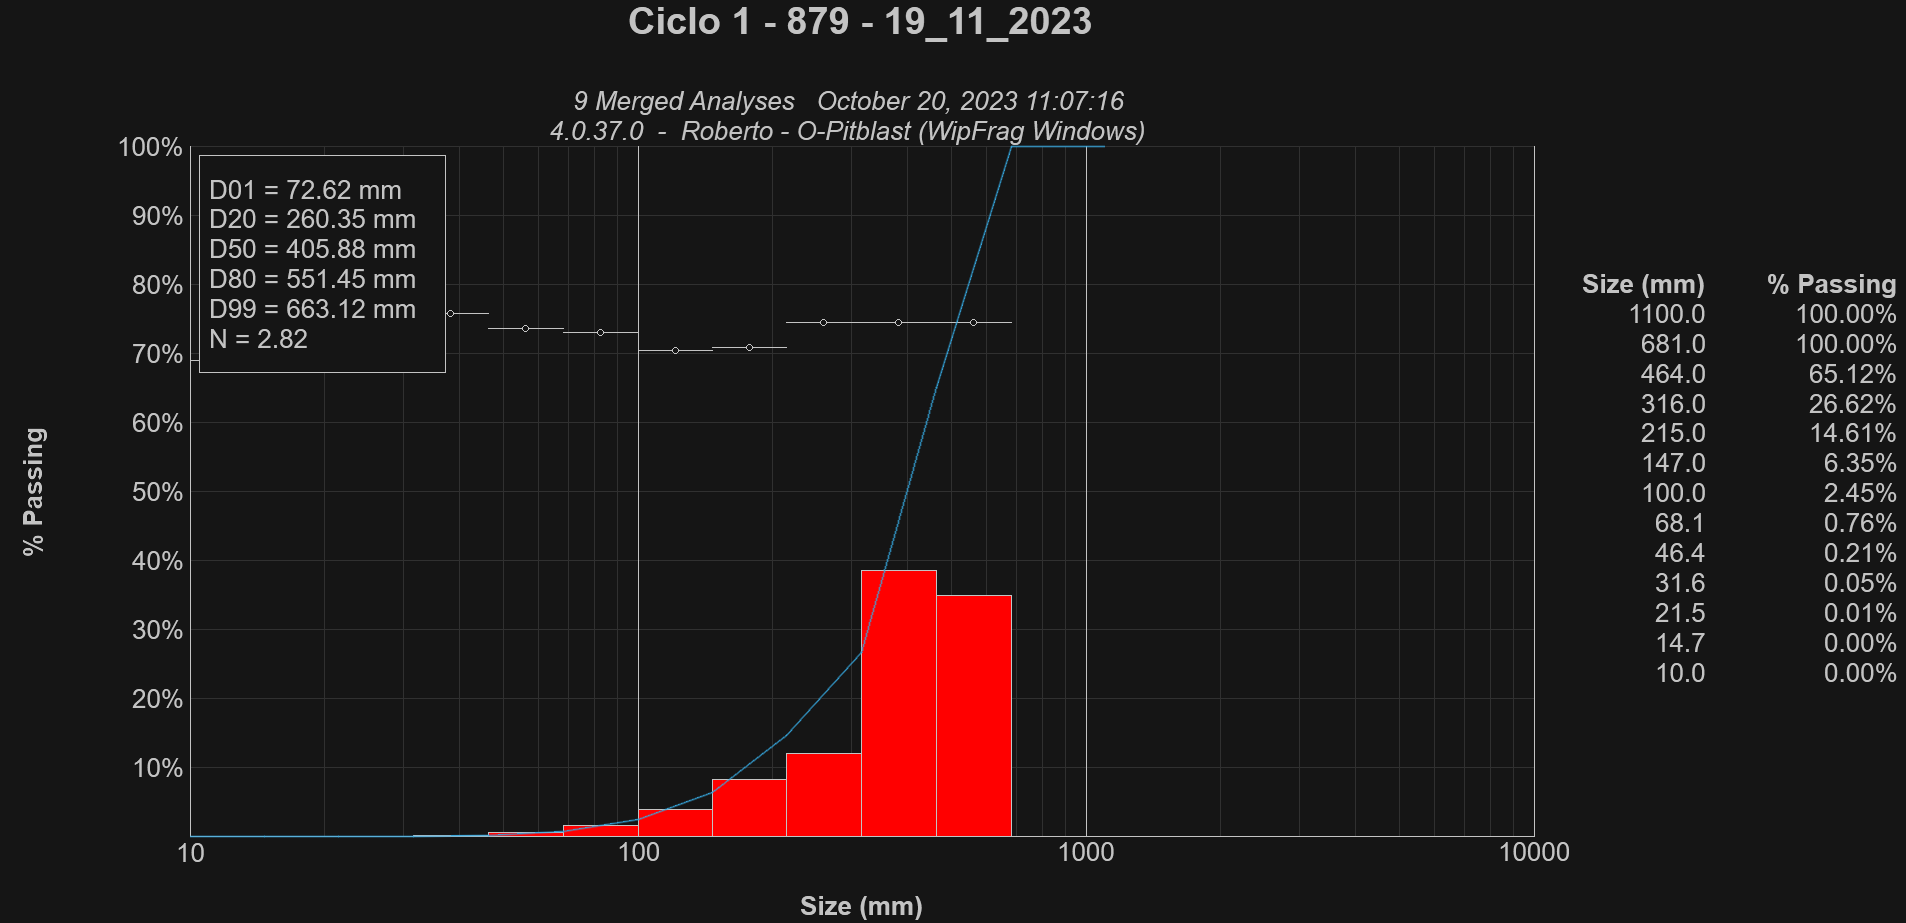 Ciclo 1 - 879 - 19_11_2023
9 Merged Analyses   October 20, 2023 11:07:16
4.0.37.0  -  Roberto - O-Pitblast (WipFrag Windows)
100%
90%
80%
70%
60%
50%
40%
30%
20%
10%
% Passing
D01 = 72.62 mm
D20 = 260.35 mm
D50 = 405.88 mm
D80 = 551.45 mm
D99 = 663.12 mm
N = 2.82
10 100 1000 10000
Size (mm)
Size (mm) % Passing
1100.0 100.00%
681.0 100.00%
464.0 65.12%
316.0 26.62%
215.0 14.61%
147.0 6.35%
100.0 2.45%
68.1 0.76%
46.4 0.21%
31.6 0.05%
21.5 0.01%
14.7 0.00%
10.0 0.00%